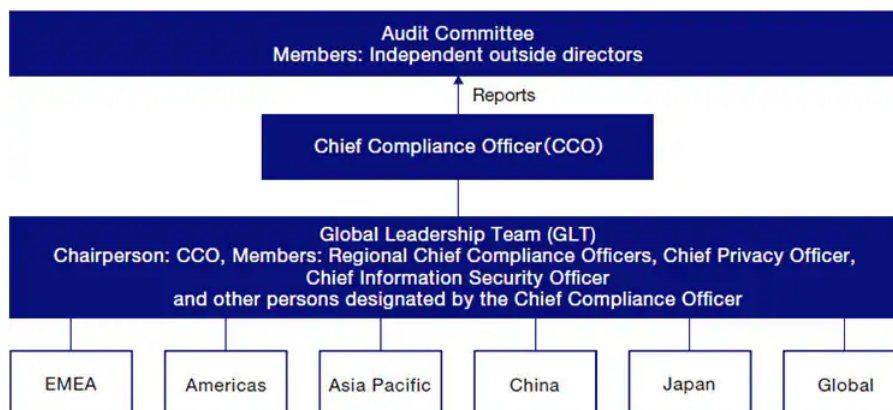 Audit Committee
Members: Independent outside directors
Reports
Chief Compliance Officer(CCO)
Global Leadership Team (GLT)
Chairperson: CCO, Members: Regional Chief Compliance Officers, Chief Privacy Officer,
Chief Information Security Officer
and other persons designated by the Chief Compliance Officer
EMEA
Americas
Asia Pacific
China
Japan
Global